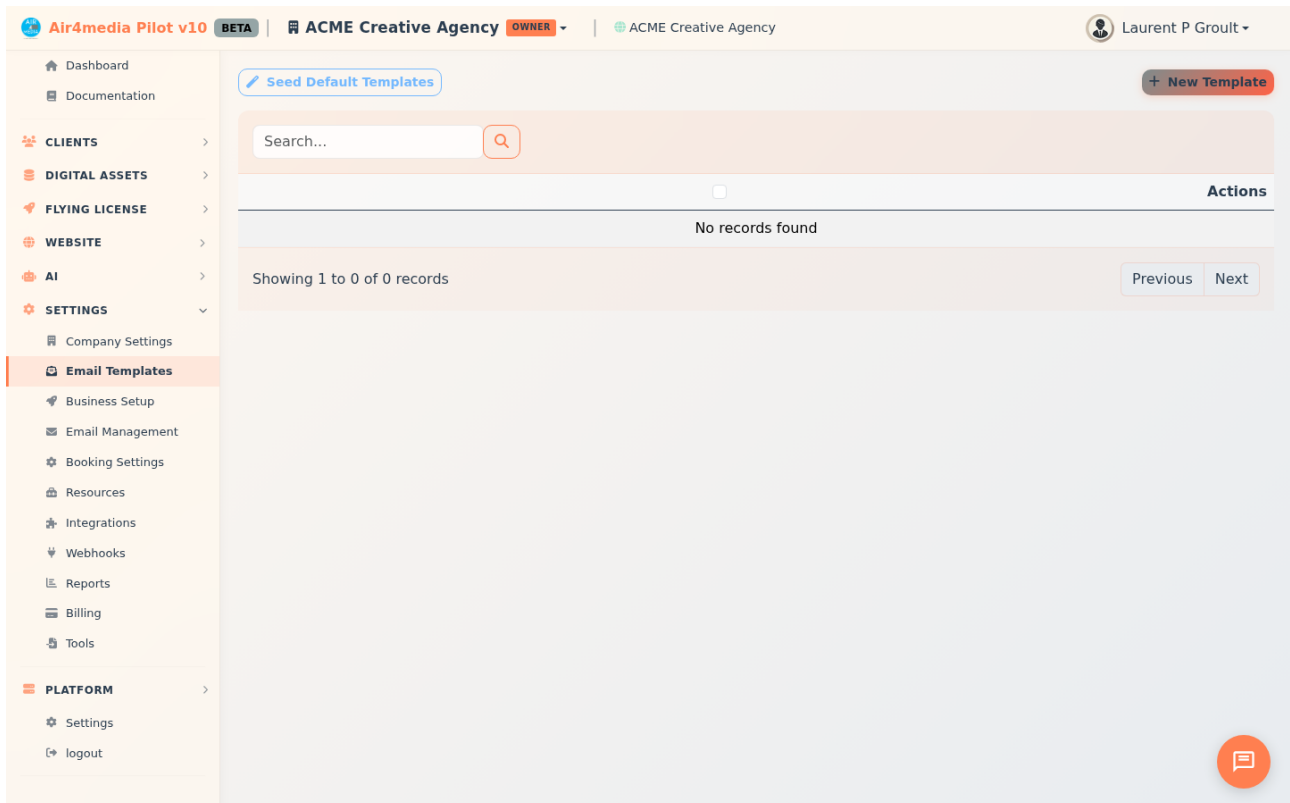 Air4media Pilot v10 BETA | ACME Creative Agency OWNER | ACME Creative Agency Laurent P Groult
Dashboard
Documentation
CLIENTS
DIGITAL ASSETS
FLYING LICENSE
WEBSITE
AI
SETTINGS
Company Settings
Email Templates
Business Setup
Email Management
Booking Settings
Resources
Integrations
Webhooks
Reports
Billing
Tools
PLATFORM
Settings
logout
Seed Default Templates
New Template
Search...
Actions
No records found
Showing 1 to 0 of 0 records
Previous Next